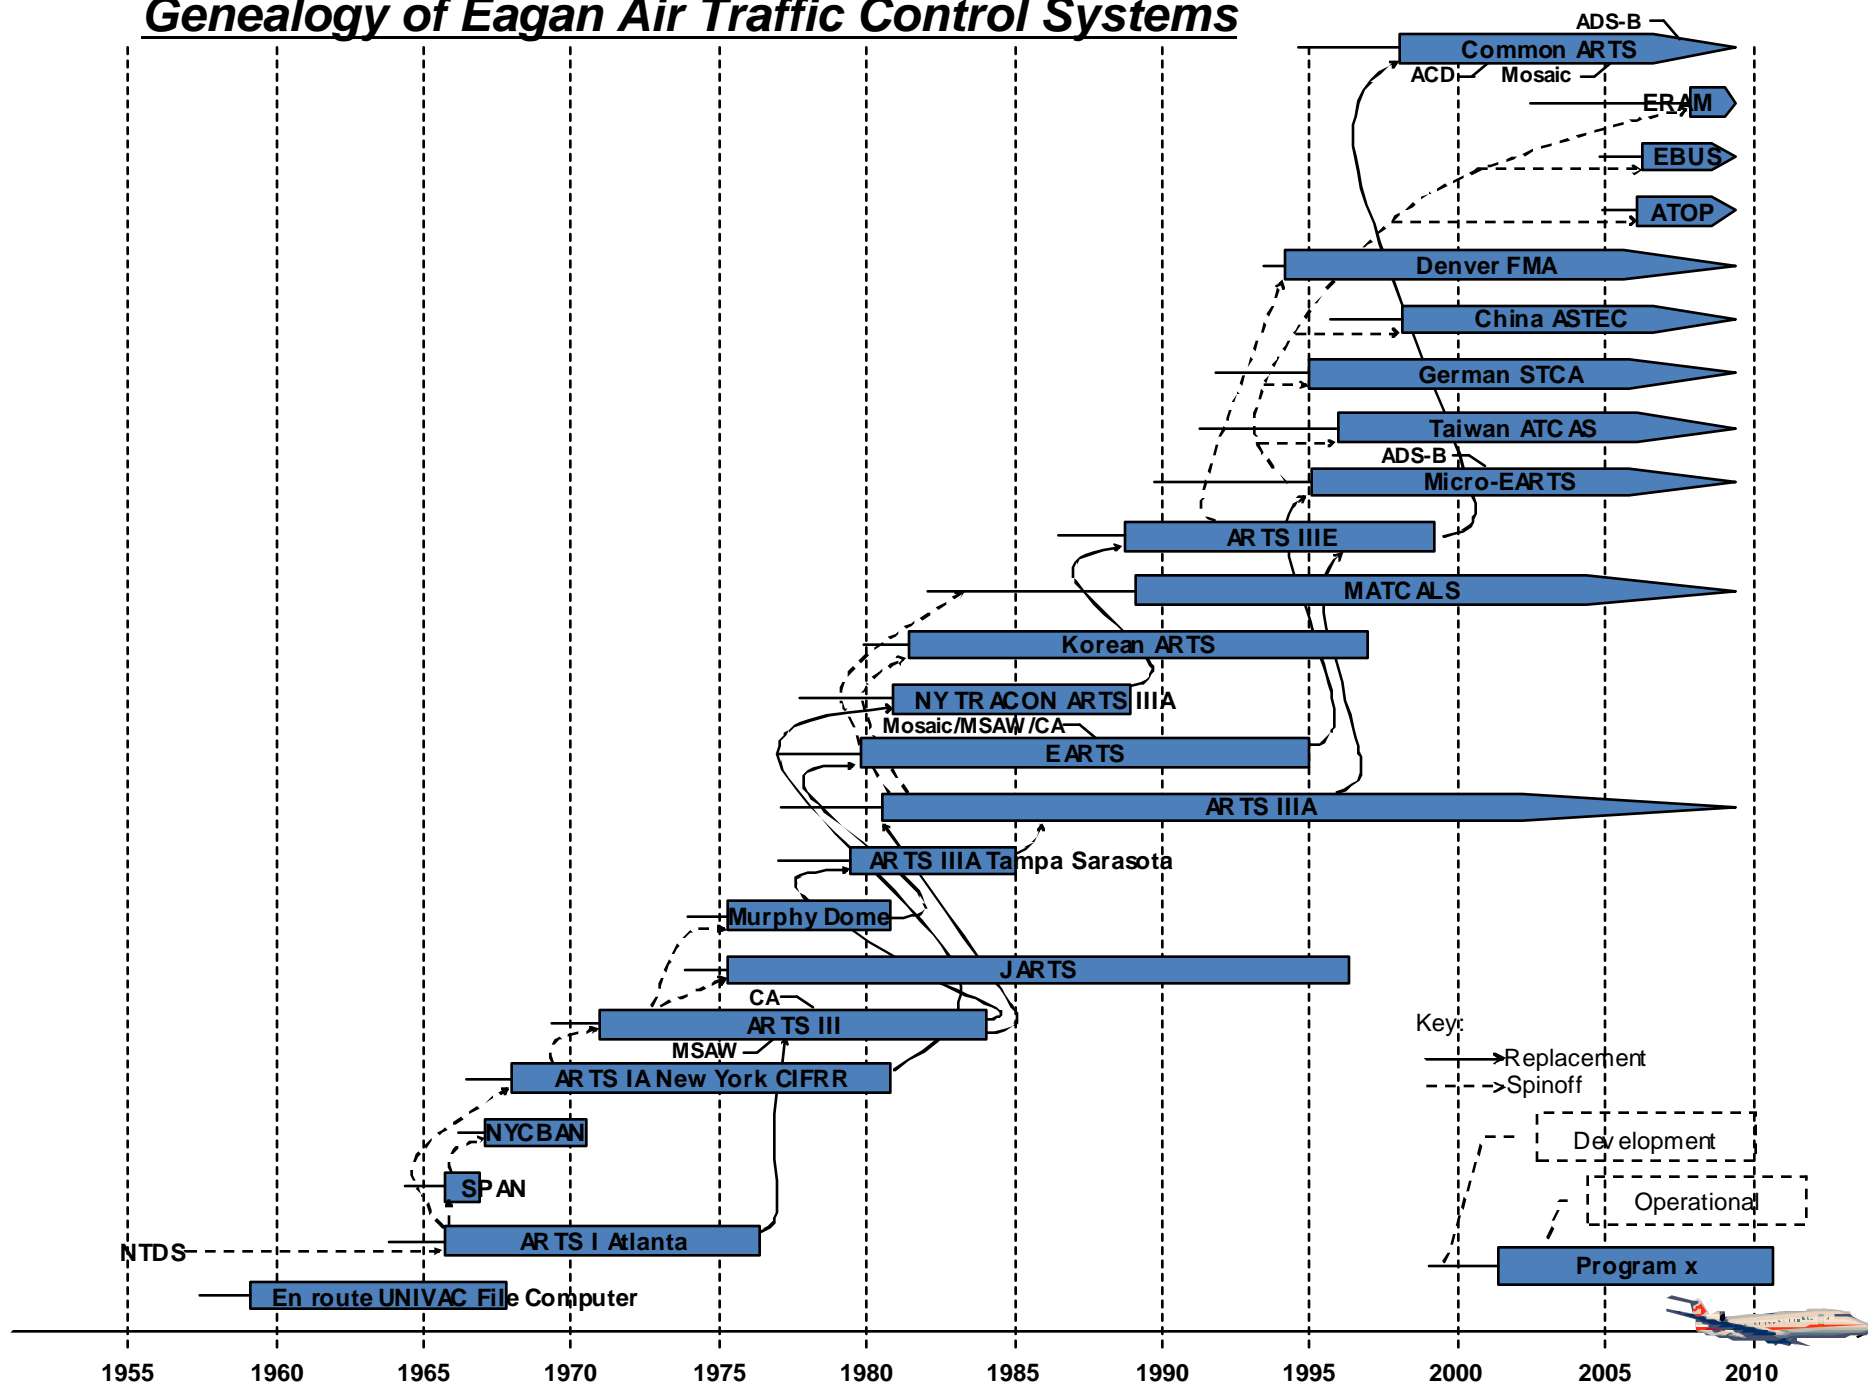 Genealogy of Eagan Air Traffic Control Systems
ADS-B
Common ARTS
ACD
Mosaic
ERAM
EBUS
ATOP
Denver FMA
China ASTEC
German STCA
Taiwan ATCAS
ADS-B
Micro-EARTS
ARTS IIIE
MATCALS
Korean ARTS
NY TRACON ARTS IIIA
Mosaic/MSAW/CA
EARTS
ARTS IIIA
ARTS IIIA Tampa Sarasota
Murphy Dome
JARTS
CA
ARTS III
MSAW
Key:
Replacement
ARTS IA New York CIFRR
Spinoff
NYCBAN
Development
SPAN
Operational
ARTS I Atlanta
NTDS
Program x
En route UNIVAC File Computer
1955 1960 1965 1970 1975 1980 1985 1990 1995 2000 2005 2010